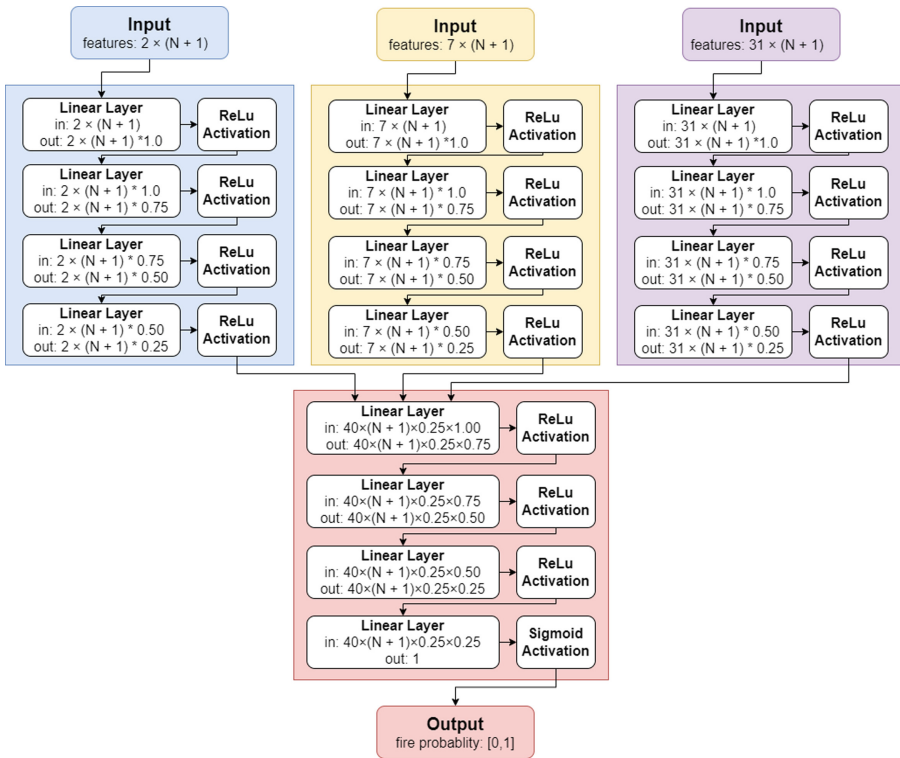 Input
features: 2 × (N + 1)
Linear Layer
in: 2 × (N + 1)
out: 2 × (N + 1) *1.0
ReLu
Activation
Linear Layer
in: 2 × (N + 1) * 1.0
out: 2 × (N + 1) * 0.75
ReLu
Activation
Linear Layer
in: 2 × (N + 1) * 0.75
out: 2 × (N + 1) * 0.50
ReLu
Activation
Linear Layer
in: 2 × (N + 1) * 0.50
out: 2 × (N + 1) * 0.25
ReLu
Activation
Input
features: 7 × (N + 1)
Linear Layer
in: 7 × (N + 1)
out: 7 × (N + 1) *1.0
ReLu
Activation
Linear Layer
in: 7 × (N + 1) * 1.0
out: 7 × (N + 1) * 0.75
ReLu
Activation
Linear Layer
in: 7 × (N + 1) * 0.75
out: 7 × (N + 1) * 0.50
ReLu
Activation
Linear Layer
in: 7 × (N + 1) * 0.50
out: 7 × (N + 1) * 0.25
ReLu
Activation
Input
features: 31 × (N + 1)
Linear Layer
in: 31 × (N + 1)
out: 31 × (N + 1) *1.0
ReLu
Activation
Linear Layer
in: 31 × (N + 1) * 1.0
out: 31 × (N + 1) * 0.75
ReLu
Activation
Linear Layer
in: 31 × (N + 1) * 0.75
out: 31 × (N + 1) * 0.50
ReLu
Activation
Linear Layer
in: 31 × (N + 1) * 0.50
out: 31 × (N + 1) * 0.25
ReLu
Activation
Linear Layer
in: 40×(N + 1)×0.25×1.00
out: 40×(N + 1)×0.25×0.75
ReLu
Activation
Linear Layer
in: 40×(N + 1)×0.25×0.75
out: 40×(N + 1)×0.25×0.50
ReLu
Activation
Linear Layer
in: 40×(N + 1)×0.25×0.50
out: 40×(N + 1)×0.25×0.25
ReLu
Activation
Linear Layer
in: 40×(N + 1)×0.25×0.25
out: 1
Sigmoid
Activation
Output
fire probablity: [0,1]